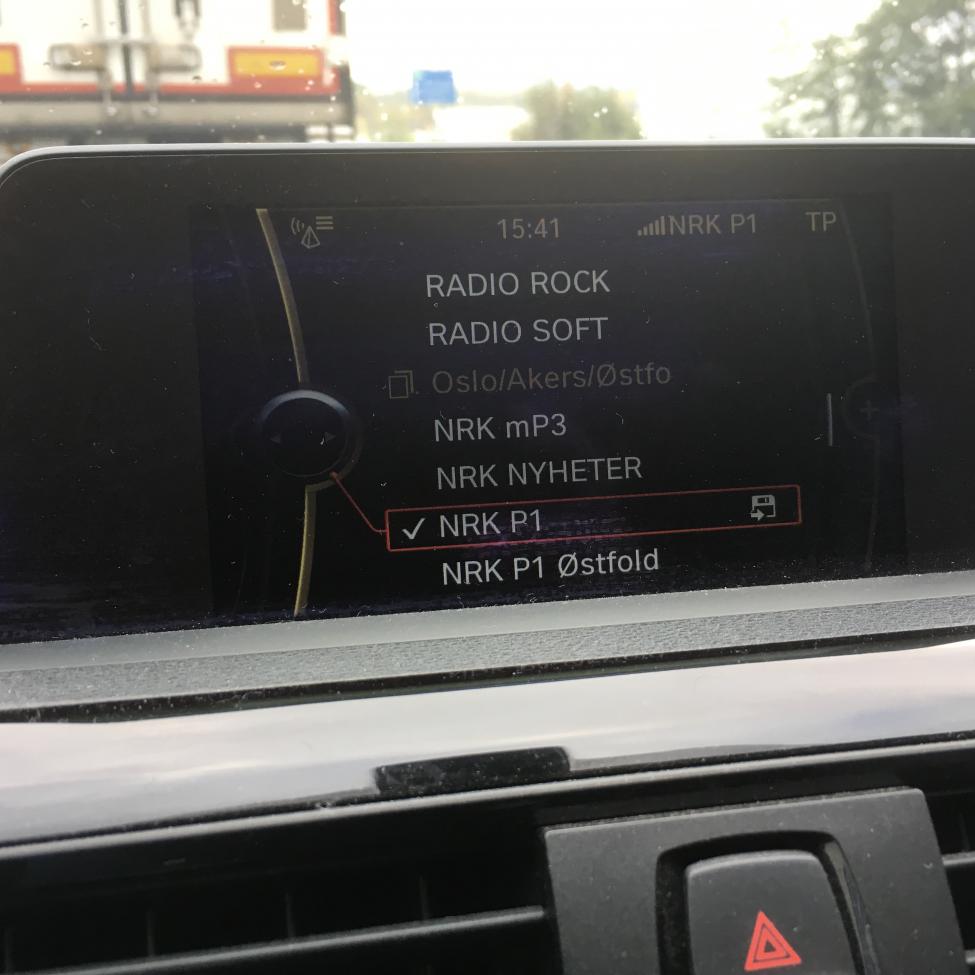 15:41 NRK P1 TP
RADIO ROCK
RADIO SOFT
Oslo/Akers/Østfo
NRK mP3
NRK NYHETER
NRK P1
NRK P1 Østfold